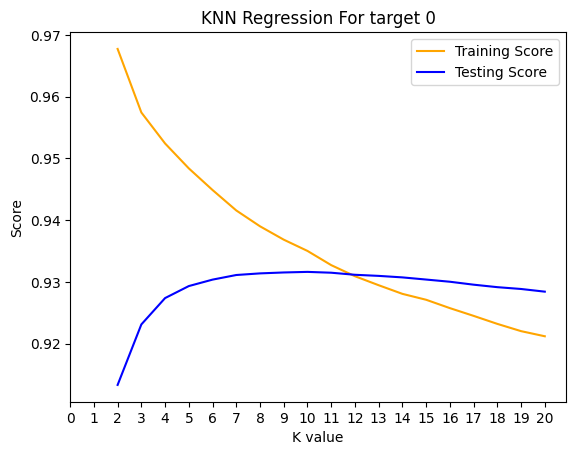 KNN Regression For target 0
Training Score
Testing Score
0.97
0.96
0.95
0.94
0.93
0.92
Score
0 1 2 3 4 5 6 7 8 9 10 11 12 13 14 15 16 17 18 19 20
K value